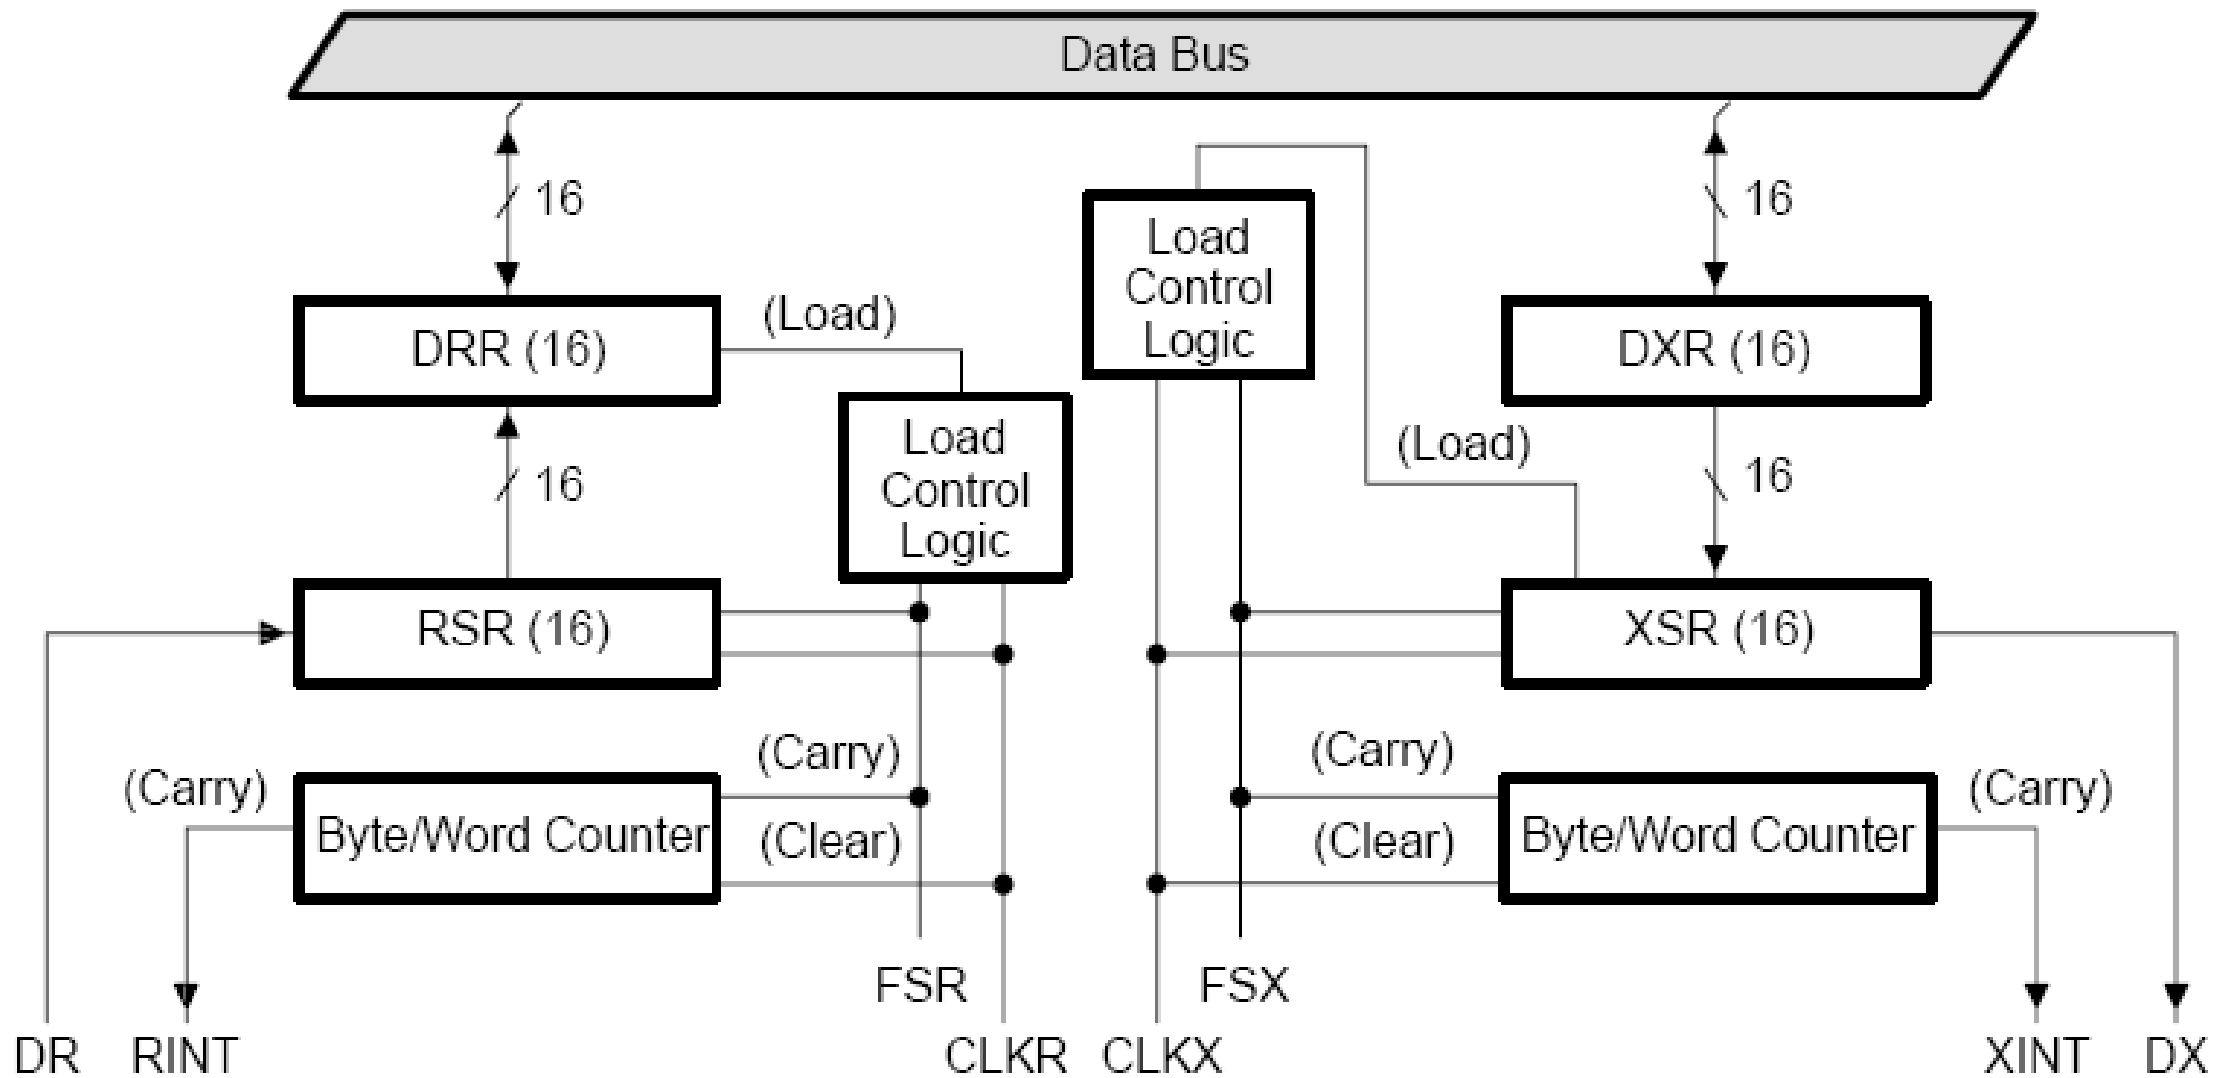 Data Bus
16
16
Load
Control
Logic
DRR (16)
(Load)
DXR (16)
Load
Control
Logic
(Load)
16
16
RSR (16)
XSR (16)
(Carry)
(Carry)
(Carry)
(Carry)
Byte/Word Counter
(Clear)
(Clear)
Byte/Word Counter
FSR
FSX
DR
RINT
CLKR
CLKX
XINT
DX